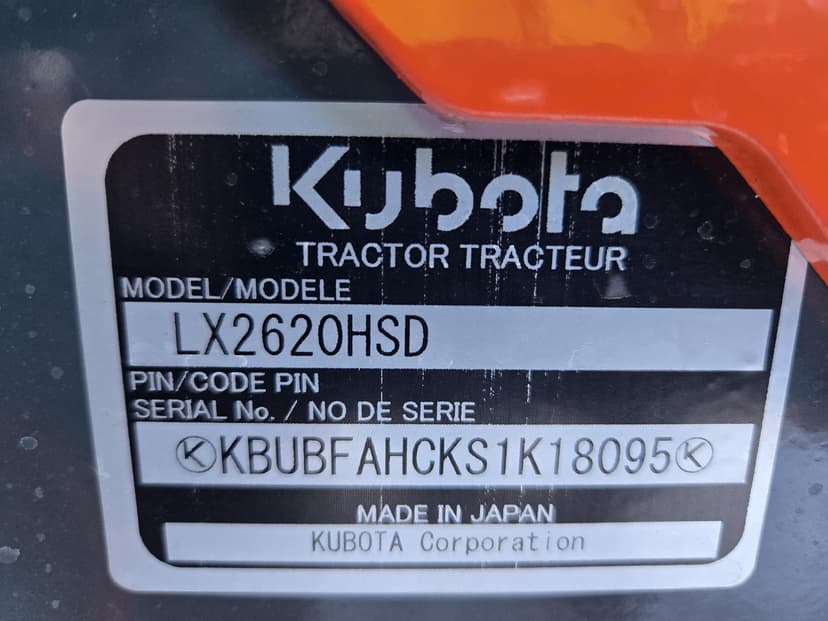 Kubota
TRACTOR TRACTEUR
MODEL/MODELE
LX2620HSD
PIN/CODE PIN
SERIAL No. / NO DE SERIE
KBUBFAHCKS1K18095
MADE IN JAPAN
KUBOTA Corporation